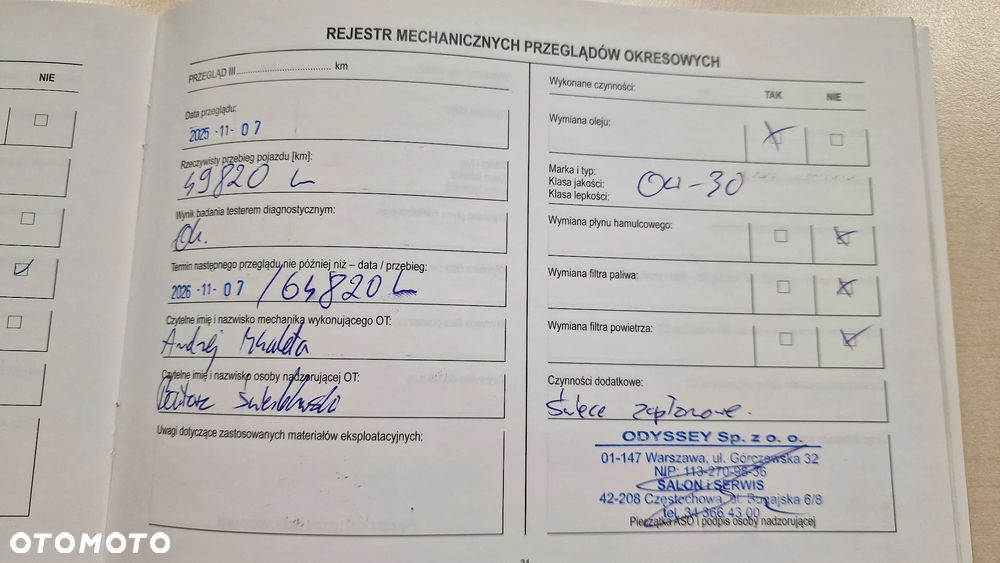 NIE
REJESTR MECHANICZNYCH PRZEGLĄDÓW OKRESOWYCH
PRZEGLĄD III.................................... km
Data przeglądu:
2025-11-07
Rzeczywisty przebieg pojazdu [km]:
49820
Wynik badania testerem diagnostycznym:
Ok.
Termin następnego przeglądu nie później niż – data / przebieg:
2026-11-07 / 64820
Czytelne imię i nazwisko mechanika wykonującego OT:
Andrzej
Czytelne imię i nazwisko osoby nadzorującej OT:
Uwagi dotyczące zastosowanych materiałów eksploatacyjnych:
Wykonane czynności:
TAK NIE
Wymiana oleju:
Marka i typ:
Klasa jakości:
Klasa lepkości:
0W-30
Wymiana płynu hamulcowego:
Wymiana filtra paliwa:
Wymiana filtra powietrza:
Czynności dodatkowe:
Świece zapłonowe.
ODYSSEY Sp. z o. o.
01-147 Warszawa, ul. Górczewska 32
NIP: 113-270-96-36
SALON i SERWIS
42-208 Częstochowa, ul. Bugajska 6/8
tel. 34 366 43 00
Pieczątka ASO i podpis osoby nadzorującej
31
OTOMOTO